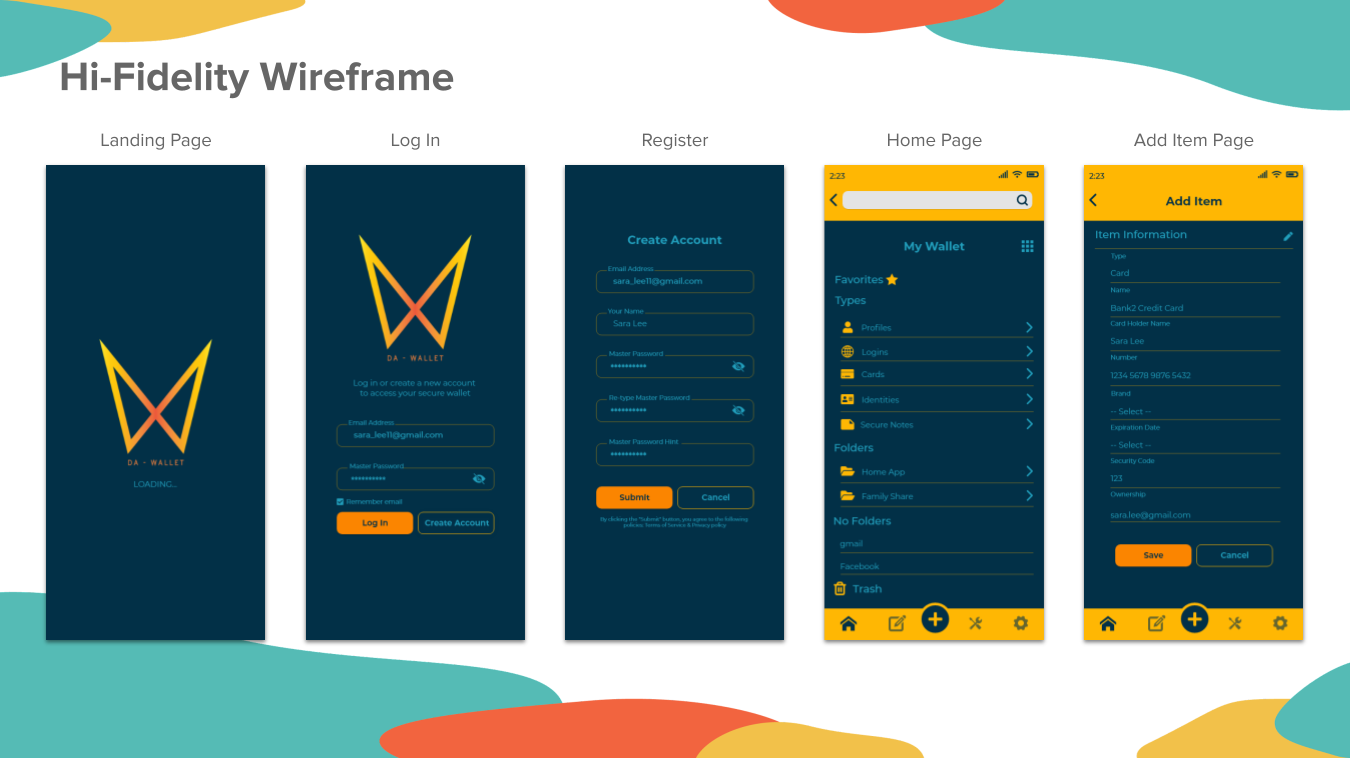 Hi-Fidelity Wireframe
Landing Page
DA - WALLET
LOADING...
Log In
DA - WALLET
Log in or create a new account
to access your secure wallet
Email Address
sara_lee11@gmail.com
Master Password
••••••••••
Remember email
Log In
Create Account
Register
Create Account
Email Address
sara_lee11@gmail.com
Your Name
Sara Lee
Master Password
••••••••••
Re-type Master Password
••••••••••
Master Password Hint
••••••••••
Submit
Cancel
By clicking the "Submit" button, you agree to the following
policies: Terms of Service & Privacy policy
Home Page
2:23
My Wallet
Favorites
Types
Profiles
Logins
Cards
Identities
Secure Notes
Folders
Home App
Family Share
No Folders
gmail
Facebook
Trash
Add Item Page
2:23
Add Item
Item Information
Type
Card
Name
Bank2 Credit Card
Card Holder Name
Sara Lee
Number
1234 5678 9876 5432
Brand
-- Select --
Expiration Date
-- Select --
Security Code
123
Ownership
sara.lee@gmail.com
Save
Cancel